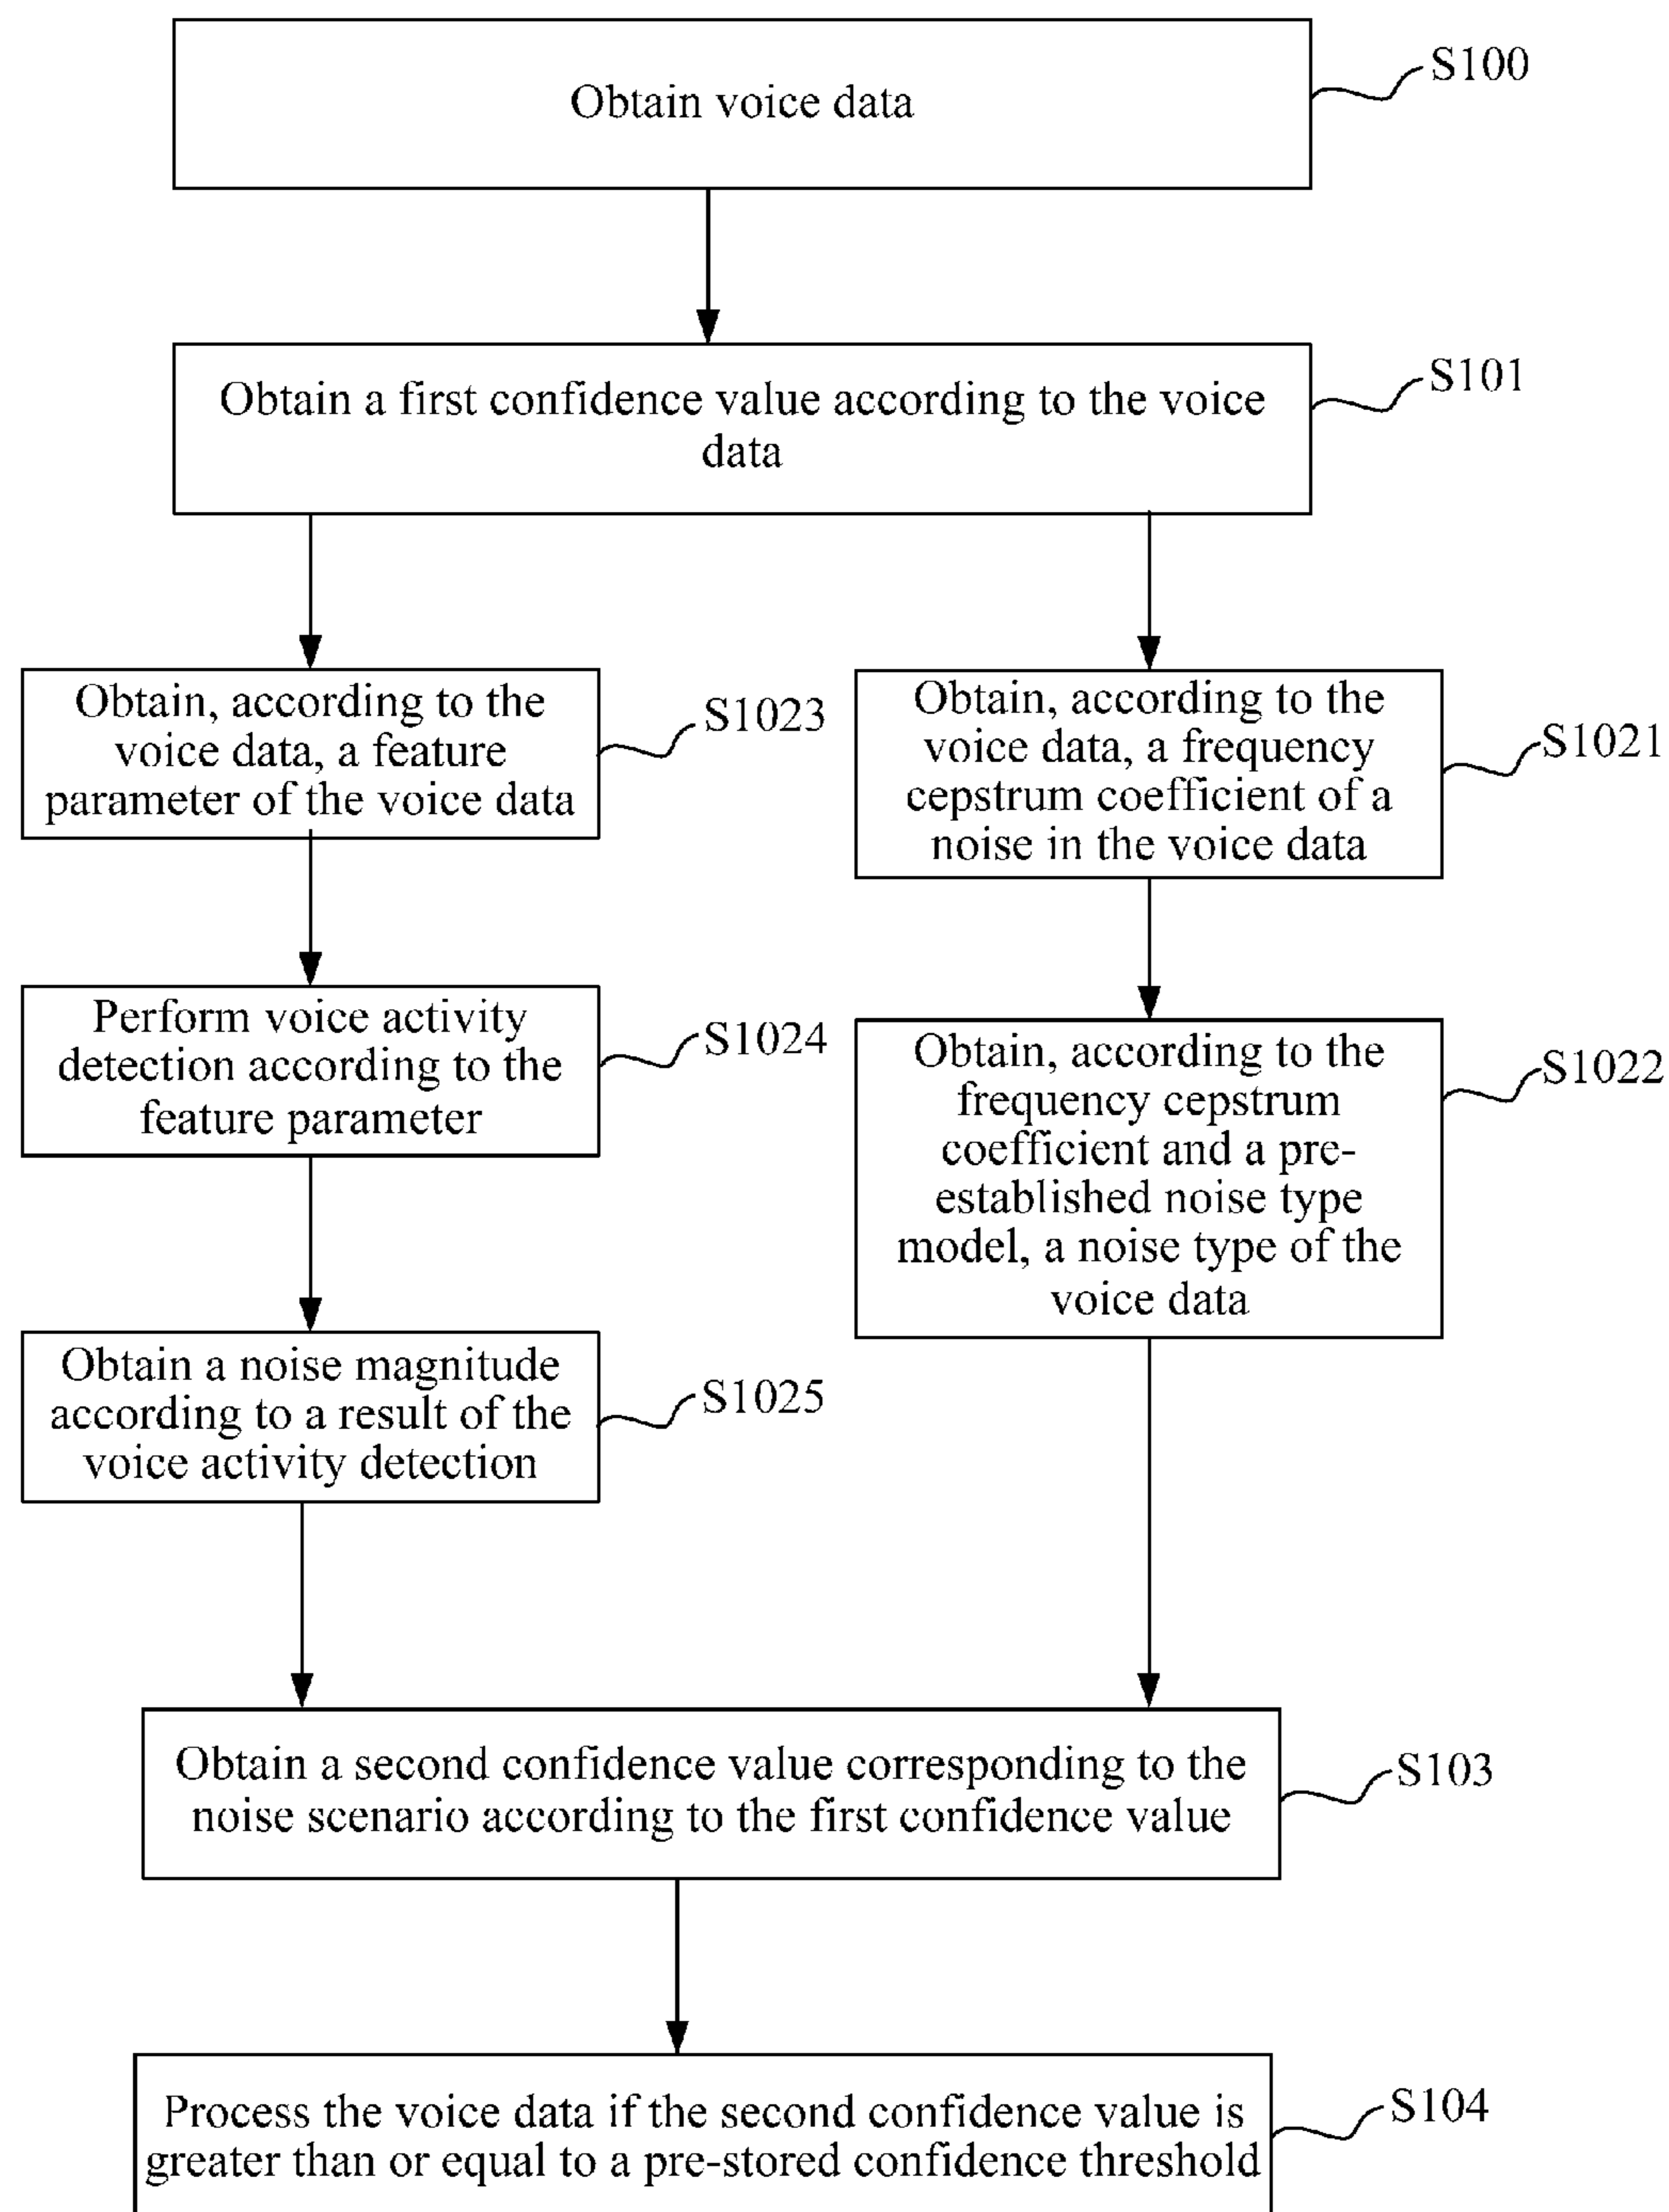 Obtain voice data
S100
Obtain a first confidence value according to the voice
data
S101
Obtain, according to the
voice data, a feature
parameter of the voice data
S1023
Obtain, according to the
voice data, a frequency
cepstrum coefficient of a
noise in the voice data
S1021
Perform voice activity
detection according to the
feature parameter
S1024
Obtain, according to the
frequency cepstrum
coefficient and a pre-
established noise type
model, a noise type of the
voice data
S1022
Obtain a noise magnitude
according to a result of the
voice activity detection
S1025
Obtain a second confidence value corresponding to the
noise scenario according to the first confidence value
S103
Process the voice data if the second confidence value is
greater than or equal to a pre-stored confidence threshold
S104